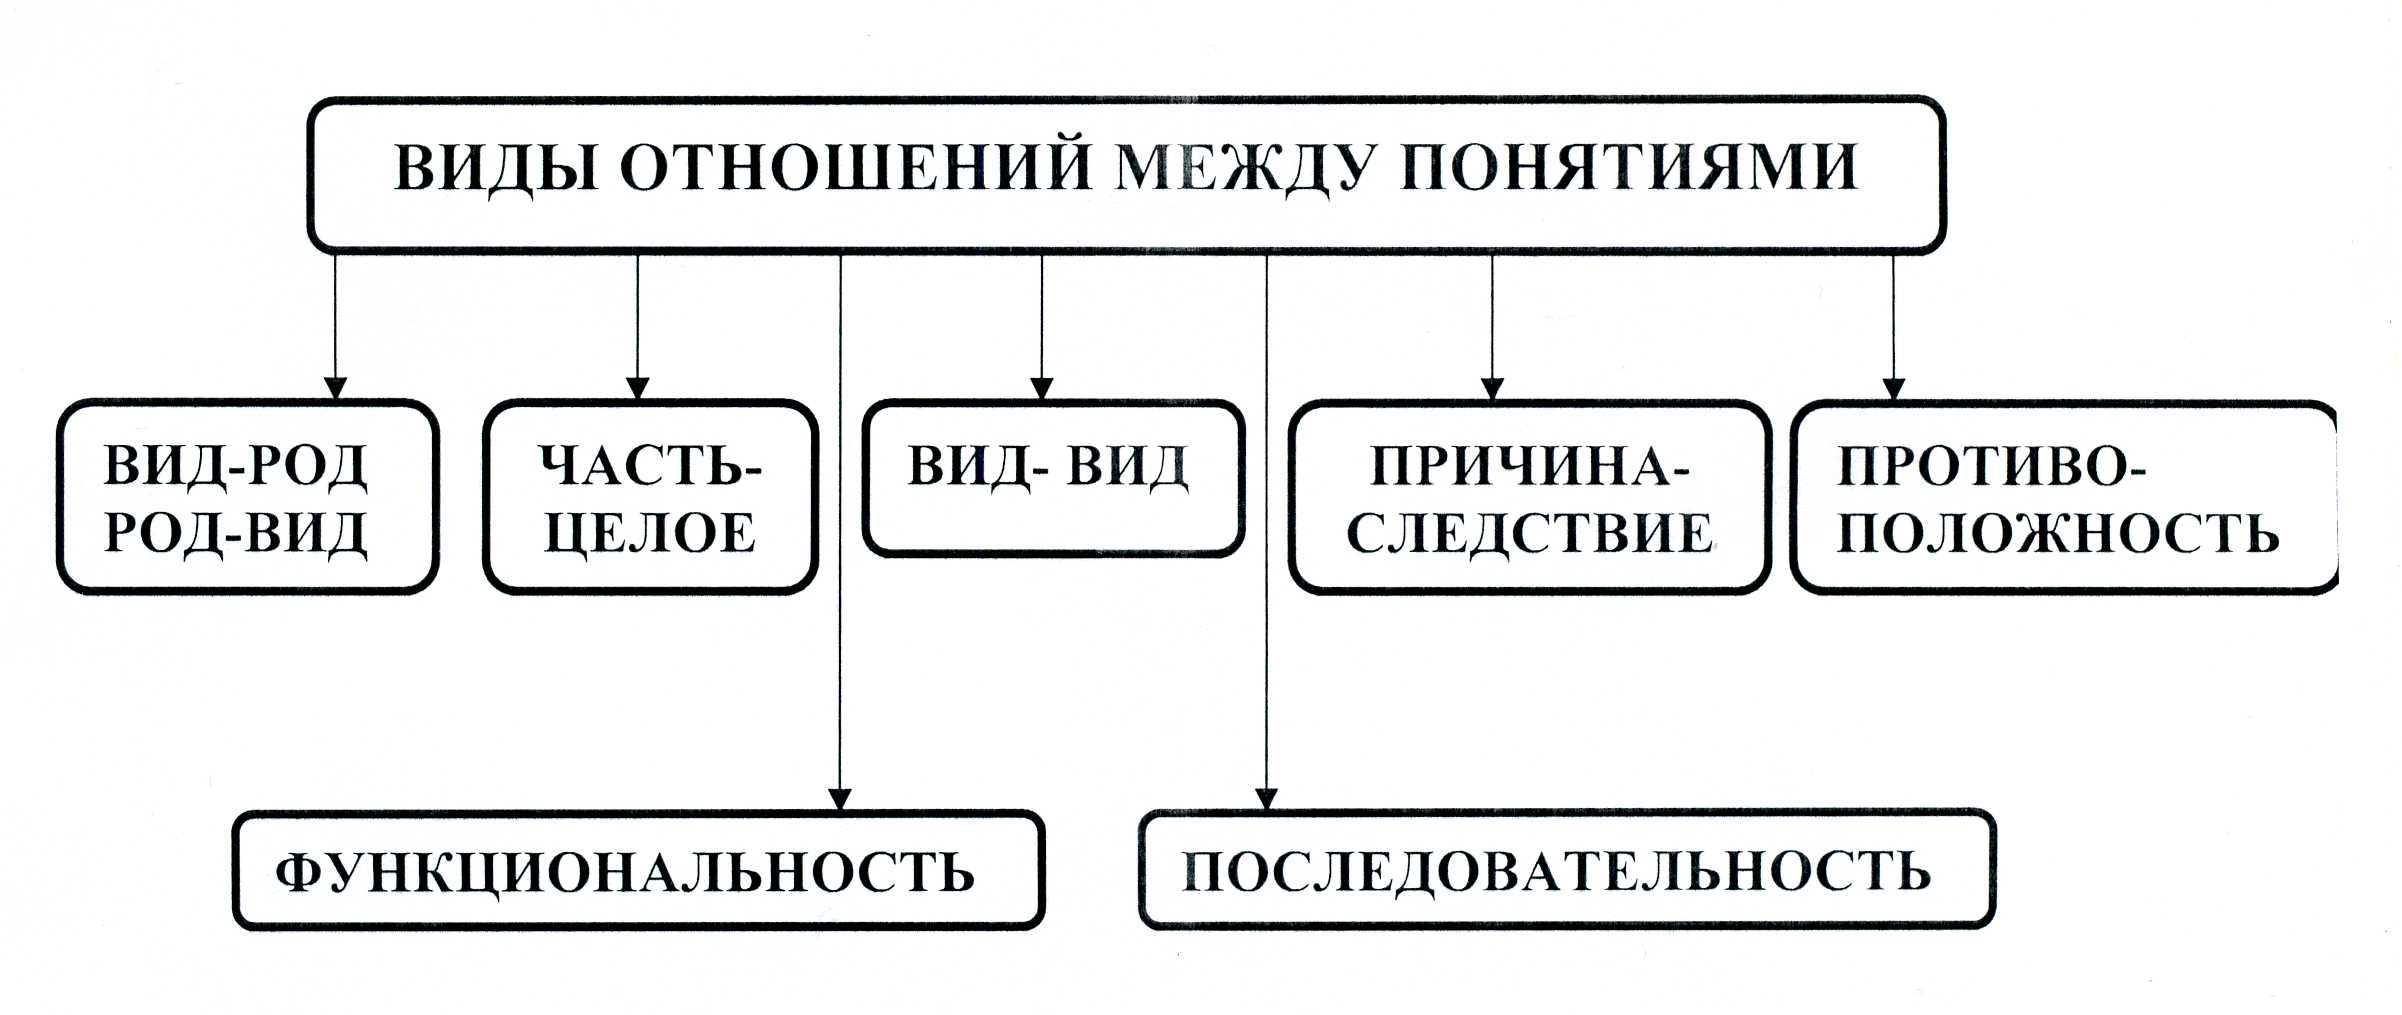 ВИДЫ ОТНОШЕНИЙ МЕЖДУ ПОНЯТИЯМИ
ВИД-РОД
РОД-ВИД
ЧАСТЬ-
ЦЕЛОЕ
ВИД- ВИД
ПРИЧИНА-
СЛЕДСТВИЕ
ПРОТИВО-
ПОЛОЖНОСТЬ
ФУНКЦИОНАЛЬНОСТЬ
ПОСЛЕДОВАТЕЛЬНОСТЬ